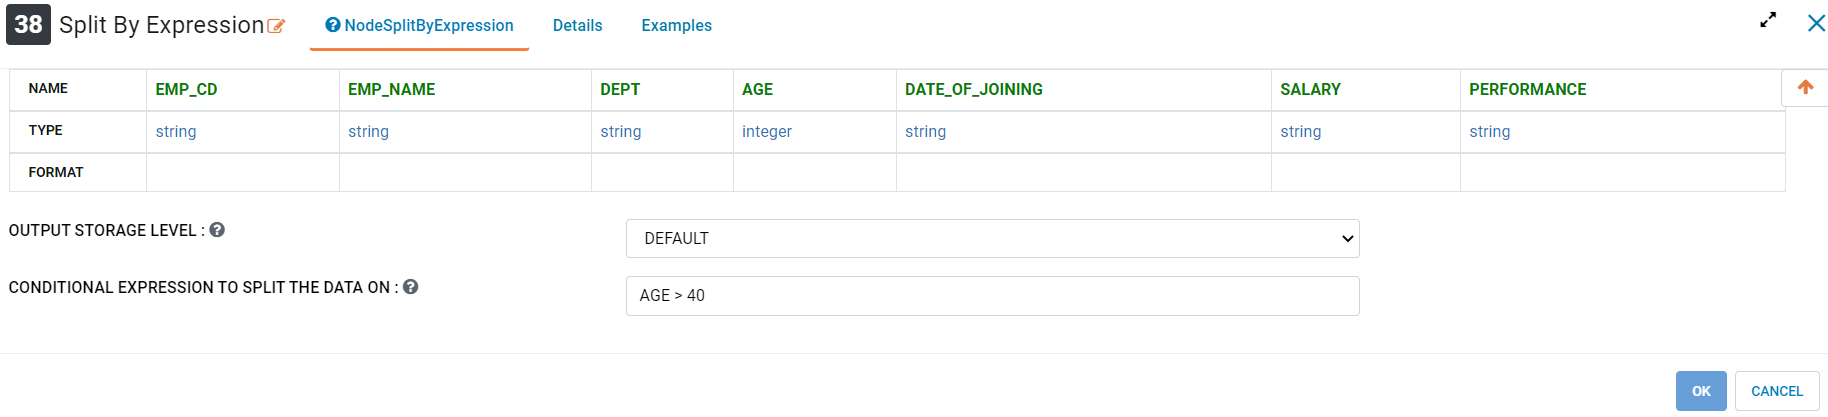 38 Split By Expression NodeSplitByExpression Details Examples
NAME EMP_CD EMP_NAME DEPT AGE DATE_OF_JOINING SALARY PERFORMANCE
TYPE string string string integer string string string
FORMAT
OUTPUT STORAGE LEVEL : DEFAULT
CONDITIONAL EXPRESSION TO SPLIT THE DATA ON : AGE > 40
OK CANCEL